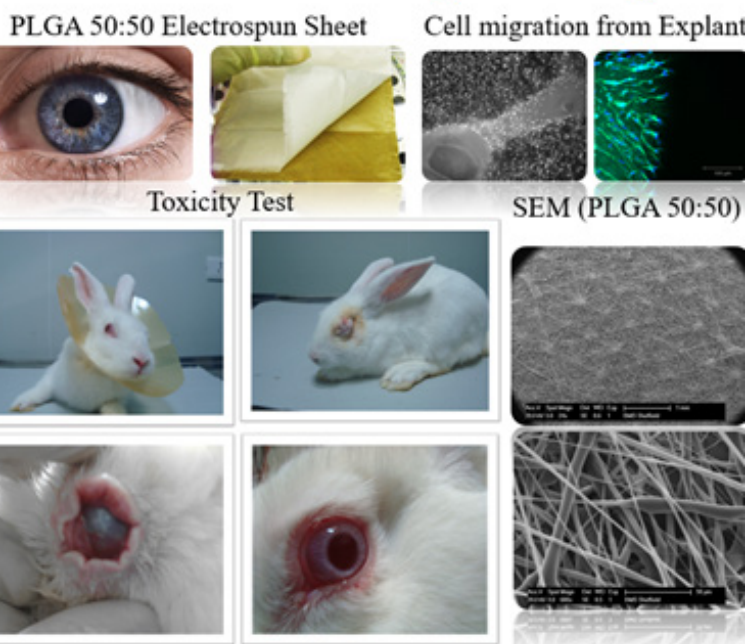 PLGA 50:50 Electrospun Sheet
Cell migration from Explant
Toxicity Test
SEM (PLGA 50:50)